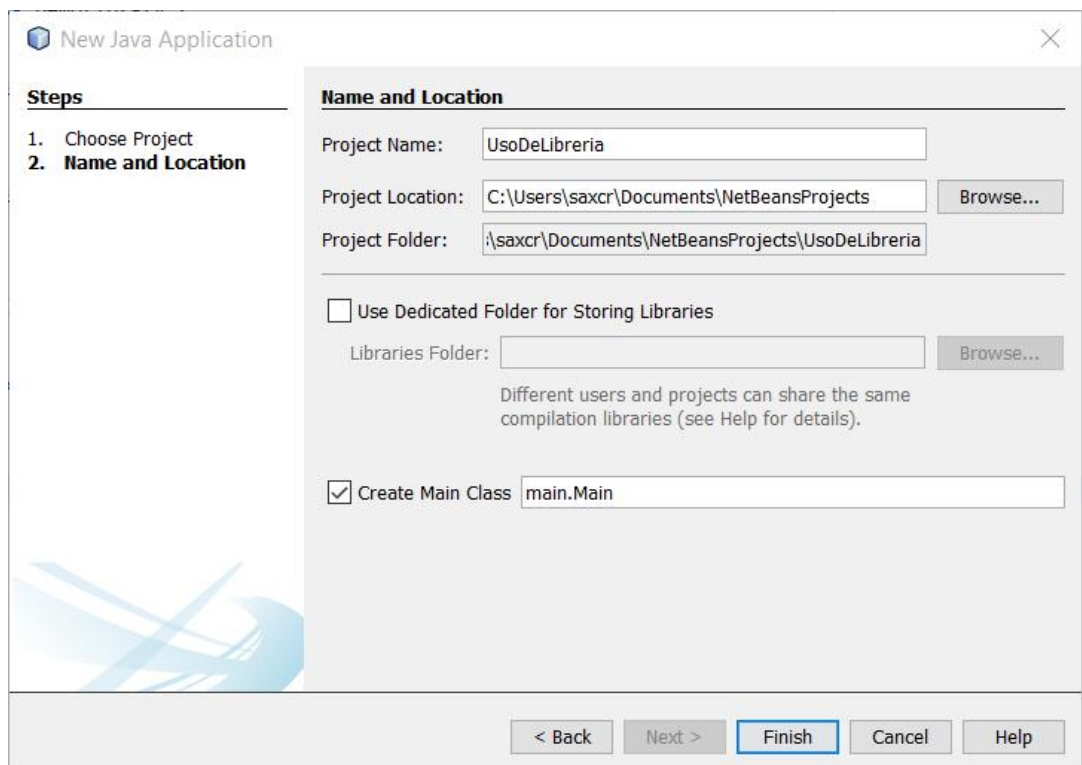 New Java Application
Steps
1. Choose Project
2. Name and Location
Name and Location
Project Name: UsoDeLibreria
Project Location: C:\Users\saxcr\Documents\NetBeansProjects Browse...
Project Folder: :\saxcr\Documents\NetBeansProjects\UsoDeLibreria
Use Dedicated Folder for Storing Libraries
Libraries Folder: Browse...
Different users and projects can share the same
compilation libraries (see Help for details).
Create Main Class main.Main
< Back Next > Finish Cancel Help